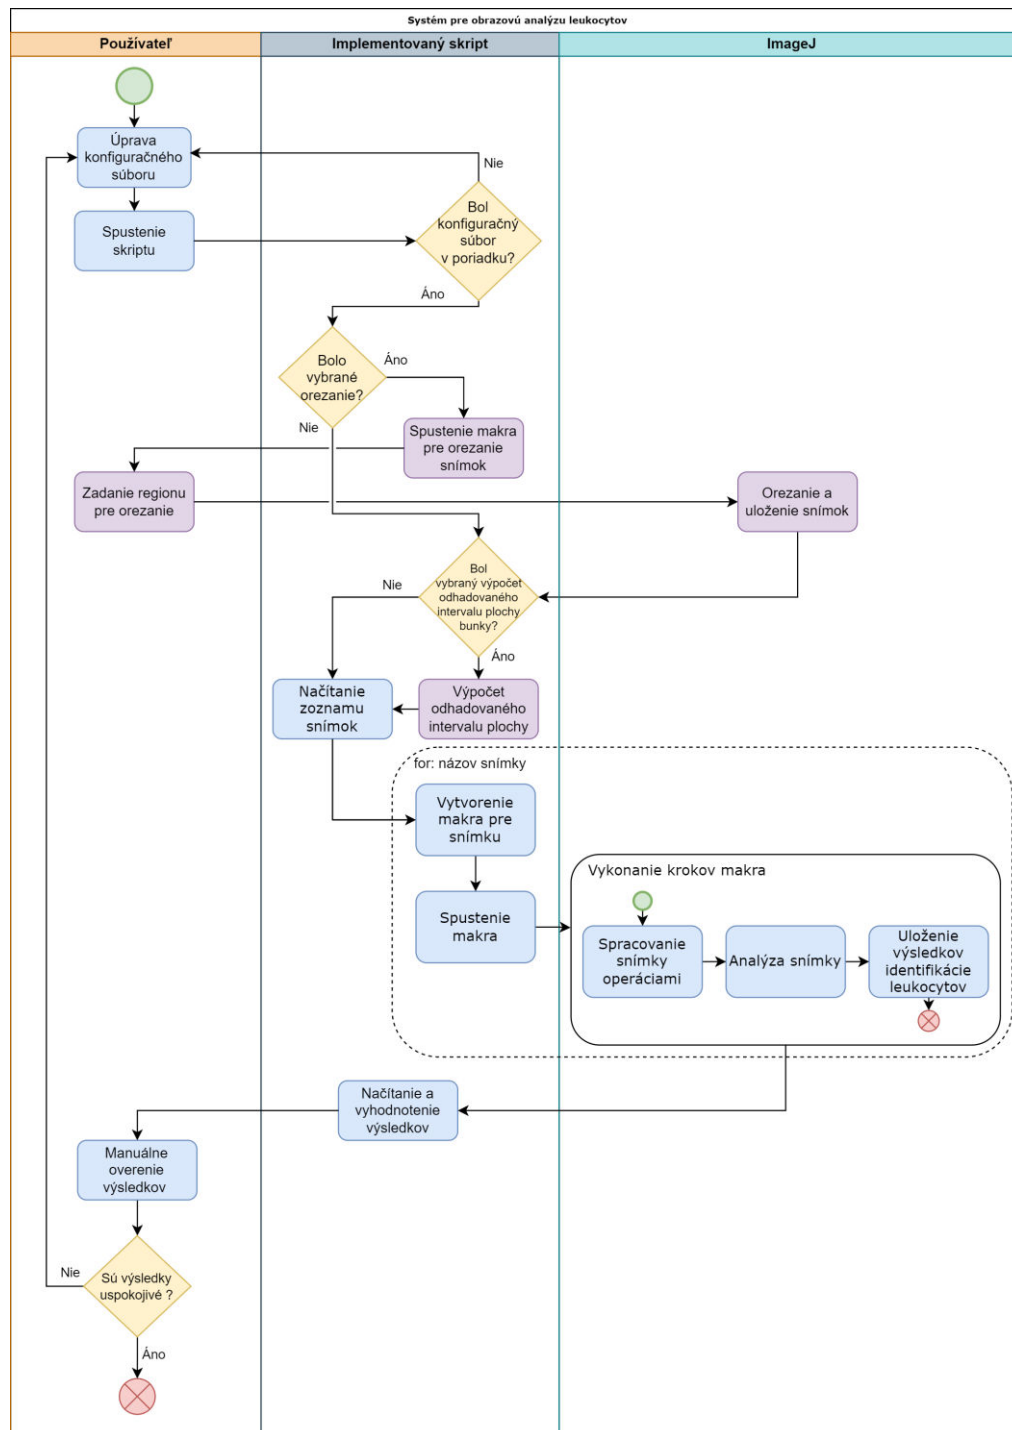 Systém pre obrazovú analýzu leukocytov
Používateľ
Implementovaný skript
ImageJ
Úprava
konfiguračného
súboru
Nie
Bol
konfiguračný
súbor
v poriadku?
Spustenie
skriptu
Áno
Bolo
vybrané
orezanie?
Áno
Nie
Spustenie makra
pre orezanie
snímok
Zadanie regionu
pre orezanie
Orezanie a
uloženie snímok
Bol
vybraný výpočet
odhadovaného
intervalu plochy
bunky?
Nie
Áno
Načítanie
zoznamu
snímok
Výpočet
odhadovaného
intervalu plochy
for: názov snímky
Vytvorenie
makra pre
snímku
Vykonanie krokov makra
Spustenie
makra
Spracovanie
snímky
operáciami
Analýza snímky
Uloženie
výsledkov
identifikácie
leukocytov
Načítanie a
vyhodnotenie
výsledkov
Manuálne
overenie
výsledkov
Nie
Sú výsledky
uspokojivé ?
Áno